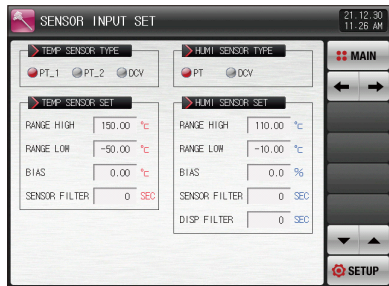 SENSOR INPUT SET
21.12.30
11:26 AM
TEMP SENSOR TYPE
PT_1 PT_2 DCV
HUMI SENSOR TYPE
PT DCV
TEMP SENSOR SET
RANGE HIGH 150.00 °C
RANGE LOW -50.00 °C
BIAS 0.00 °C
SENSOR FILTER 0 SEC
HUMI SENSOR SET
RANGE HIGH 110.00 °C
RANGE LOW -10.00 °C
BIAS 0.0 %
SENSOR FILTER 0 SEC
DISP FILTER 0 SEC
MAIN
SETUP